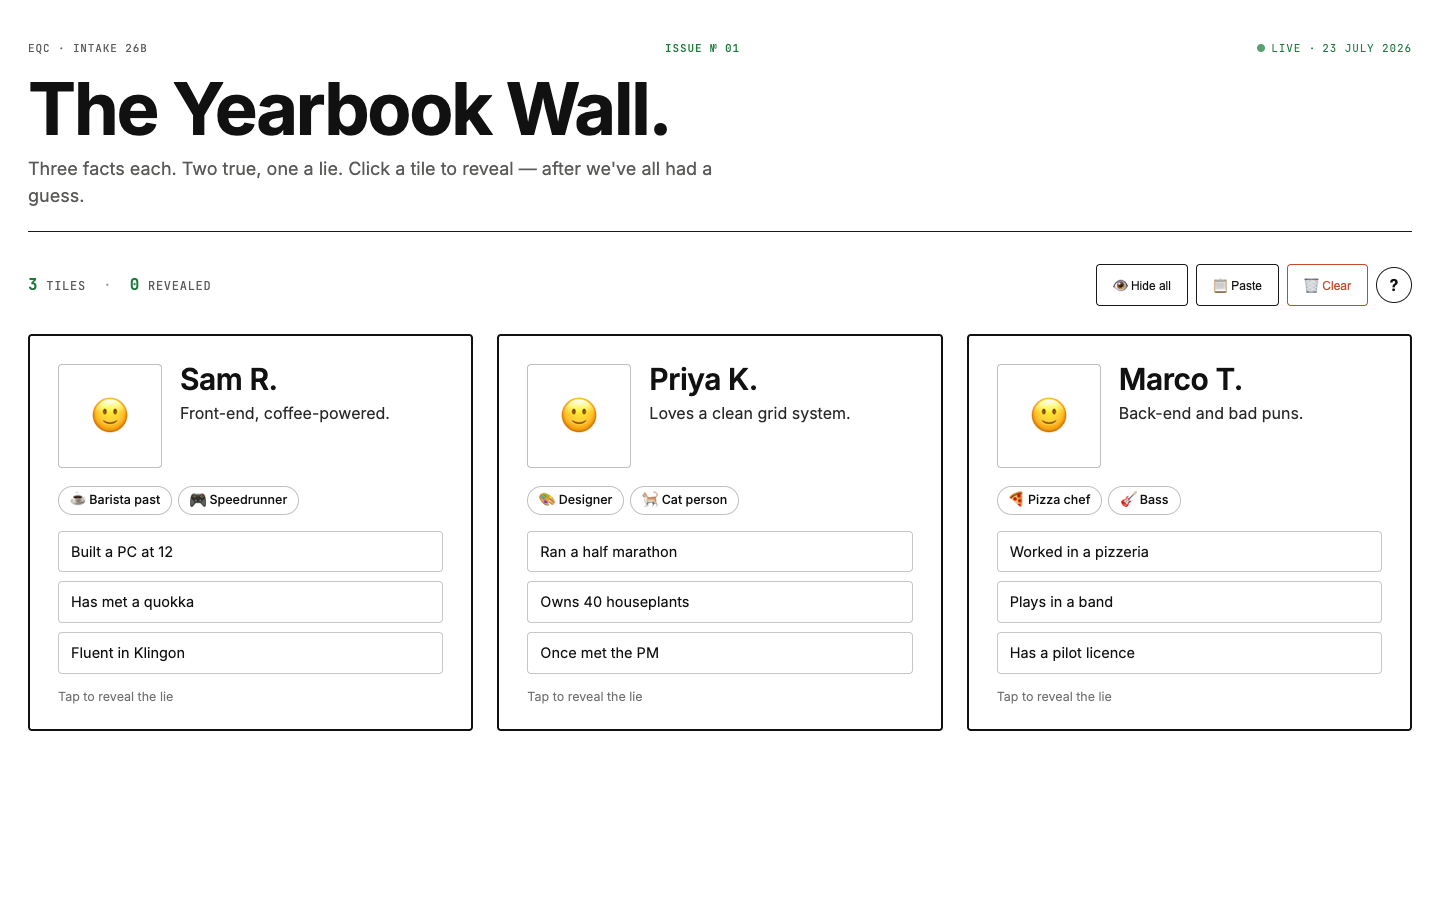 EQC · INTAKE 26B
ISSUE № 01
LIVE · 23 JULY 2026
The Yearbook Wall.
Three facts each. Two true, one a lie. Click a tile to reveal — after we've all had a
guess.
3 TILES · 0 REVEALED
Hide all
Paste
Clear
?
Sam R.
Front-end, coffee-powered.
Barista past
Speedrunner
Built a PC at 12
Has met a quokka
Fluent in Klingon
Tap to reveal the lie
Priya K.
Loves a clean grid system.
Designer
Cat person
Ran a half marathon
Owns 40 houseplants
Once met the PM
Tap to reveal the lie
Marco T.
Back-end and bad puns.
Pizza chef
Bass
Worked in a pizzeria
Plays in a band
Has a pilot licence
Tap to reveal the lie